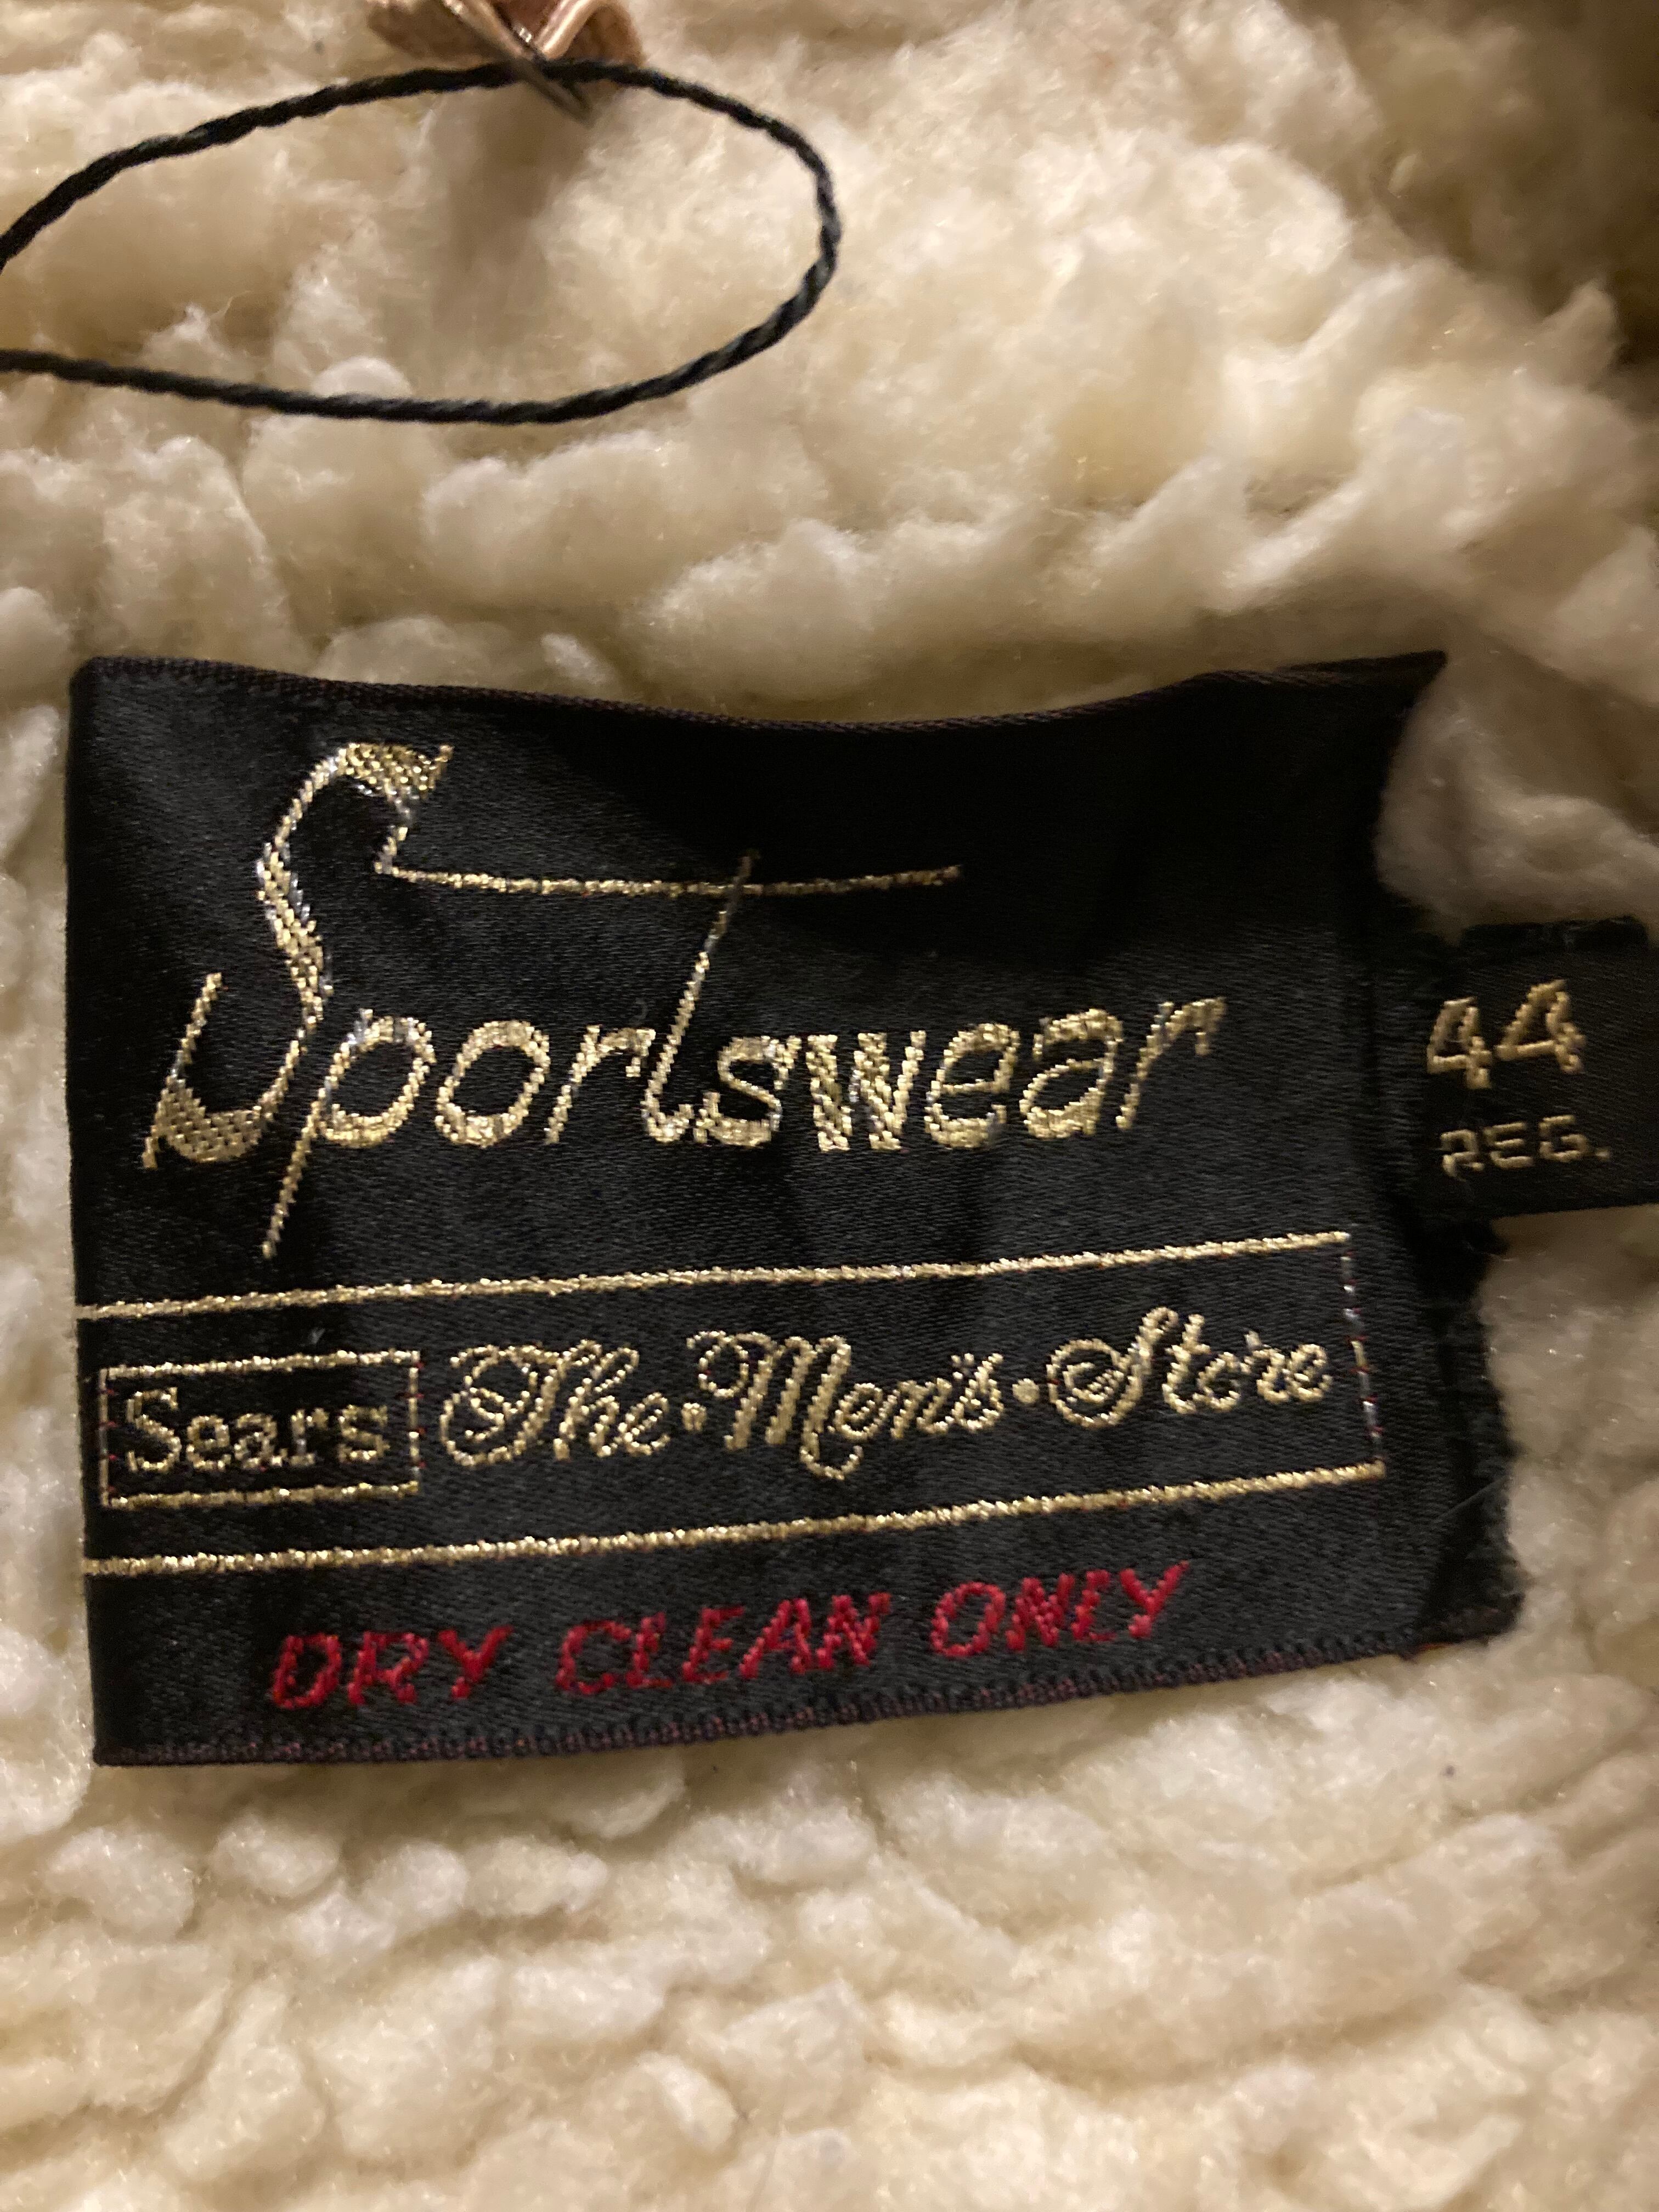 Sportswear
44
REG.
Sears The·Men's·Store
DRY CLEAN ONLY